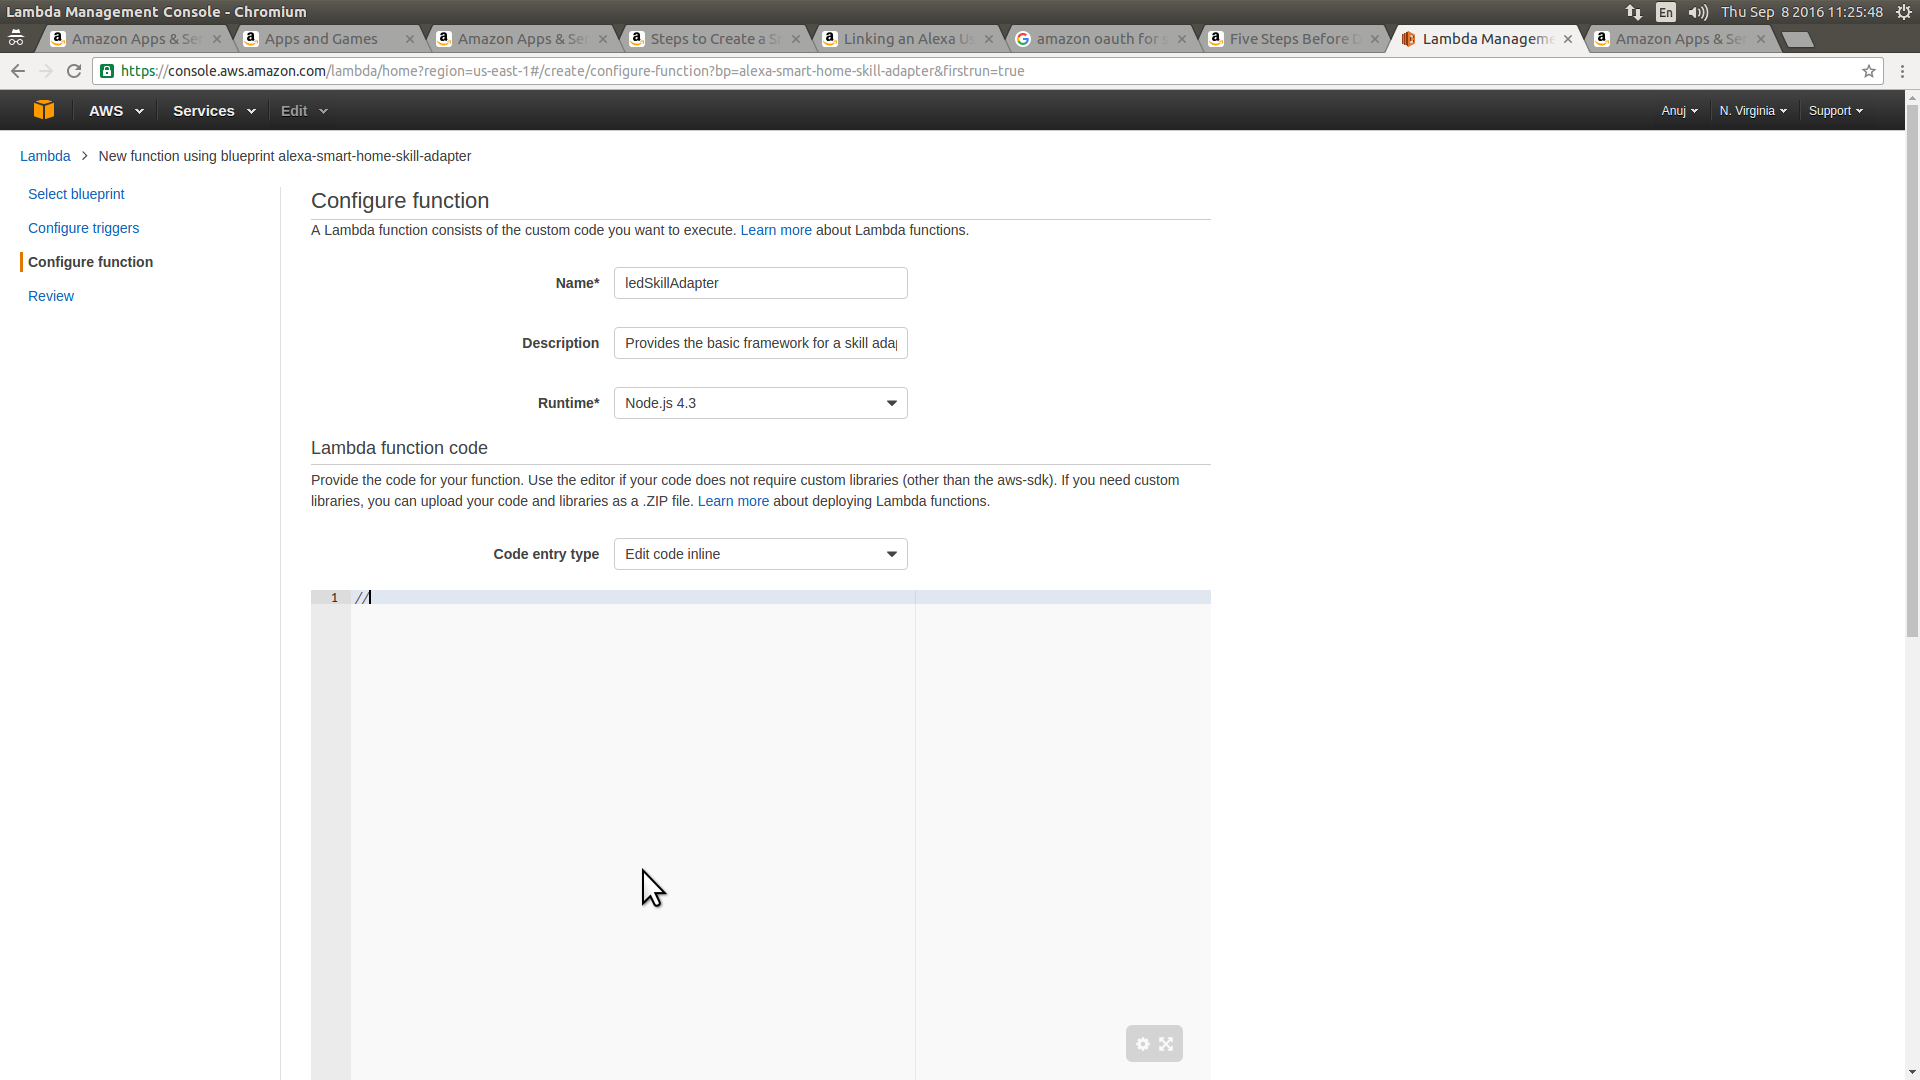 Lambda Management Console - Chromium
En
Thu Sep 8 2016 11:25:48
Amazon Apps & Ser
Apps and Games
Amazon Apps & Ser
Steps to Create a S
Linking an Alexa Us
amazon oauth for s
Five Steps Before D
Lambda Manageme
Amazon Apps & Ser
https://console.aws.amazon.com/lambda/home?region=us-east-1#/create/configure-function?bp=alexa-smart-home-skill-adapter&firstrun=true
AWS
Services
Edit
Anuj
N. Virginia
Support
Lambda > New function using blueprint alexa-smart-home-skill-adapter
Select blueprint
Configure triggers
Configure function
Review
Configure function
A Lambda function consists of the custom code you want to execute. Learn more about Lambda functions.
Name* ledSkillAdapter
Description Provides the basic framework for a skill ada
Runtime* Node.js 4.3
Lambda function code
Provide the code for your function. Use the editor if your code does not require custom libraries (other than the aws-sdk). If you need custom
libraries, you can upload your code and libraries as a .ZIP file. Learn more about deploying Lambda functions.
Code entry type Edit code inline
1 //